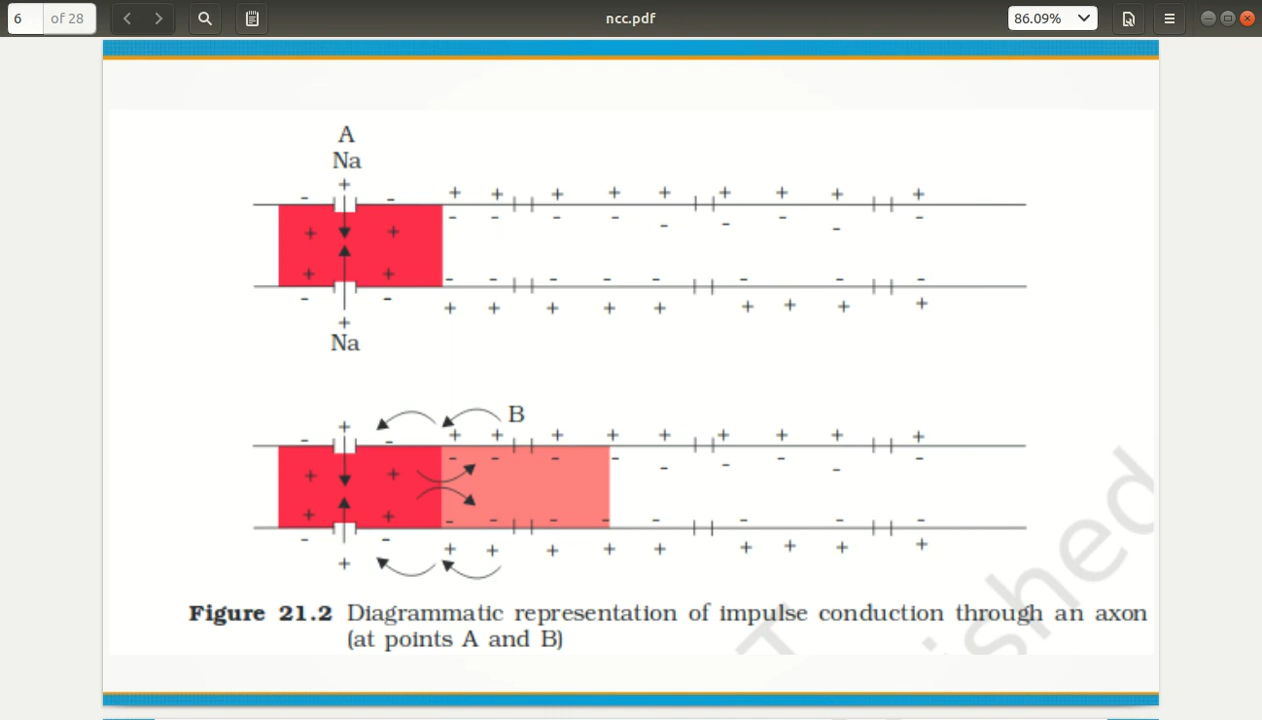 6 of 28
ncc.pdf
86.09%
A
Na
+
- - + + + + + + + + +
- - - - - - - - -
+ +
+ +
- - - - - - - -
- - + + + + + + + + +
+
Na
B
+
- - + + + + + + + + +
- - - - - - - - -
+ +
+ +
- - - - - - - -
- - + + + + + + + + +
+
Figure 21.2 Diagrammatic representation of impulse conduction through an axon
(at points A and B)